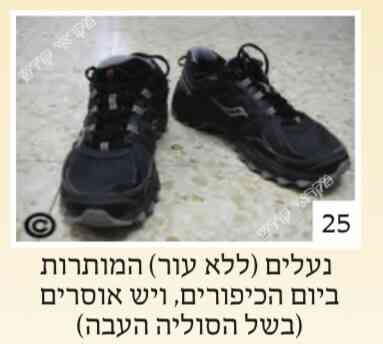 מקראי קודש
מקראי קודש
©
25
נעלים (ללא עור) המותרות
ביום הכיפורים, ויש אוסרים
(בשל הסוליה העבה)